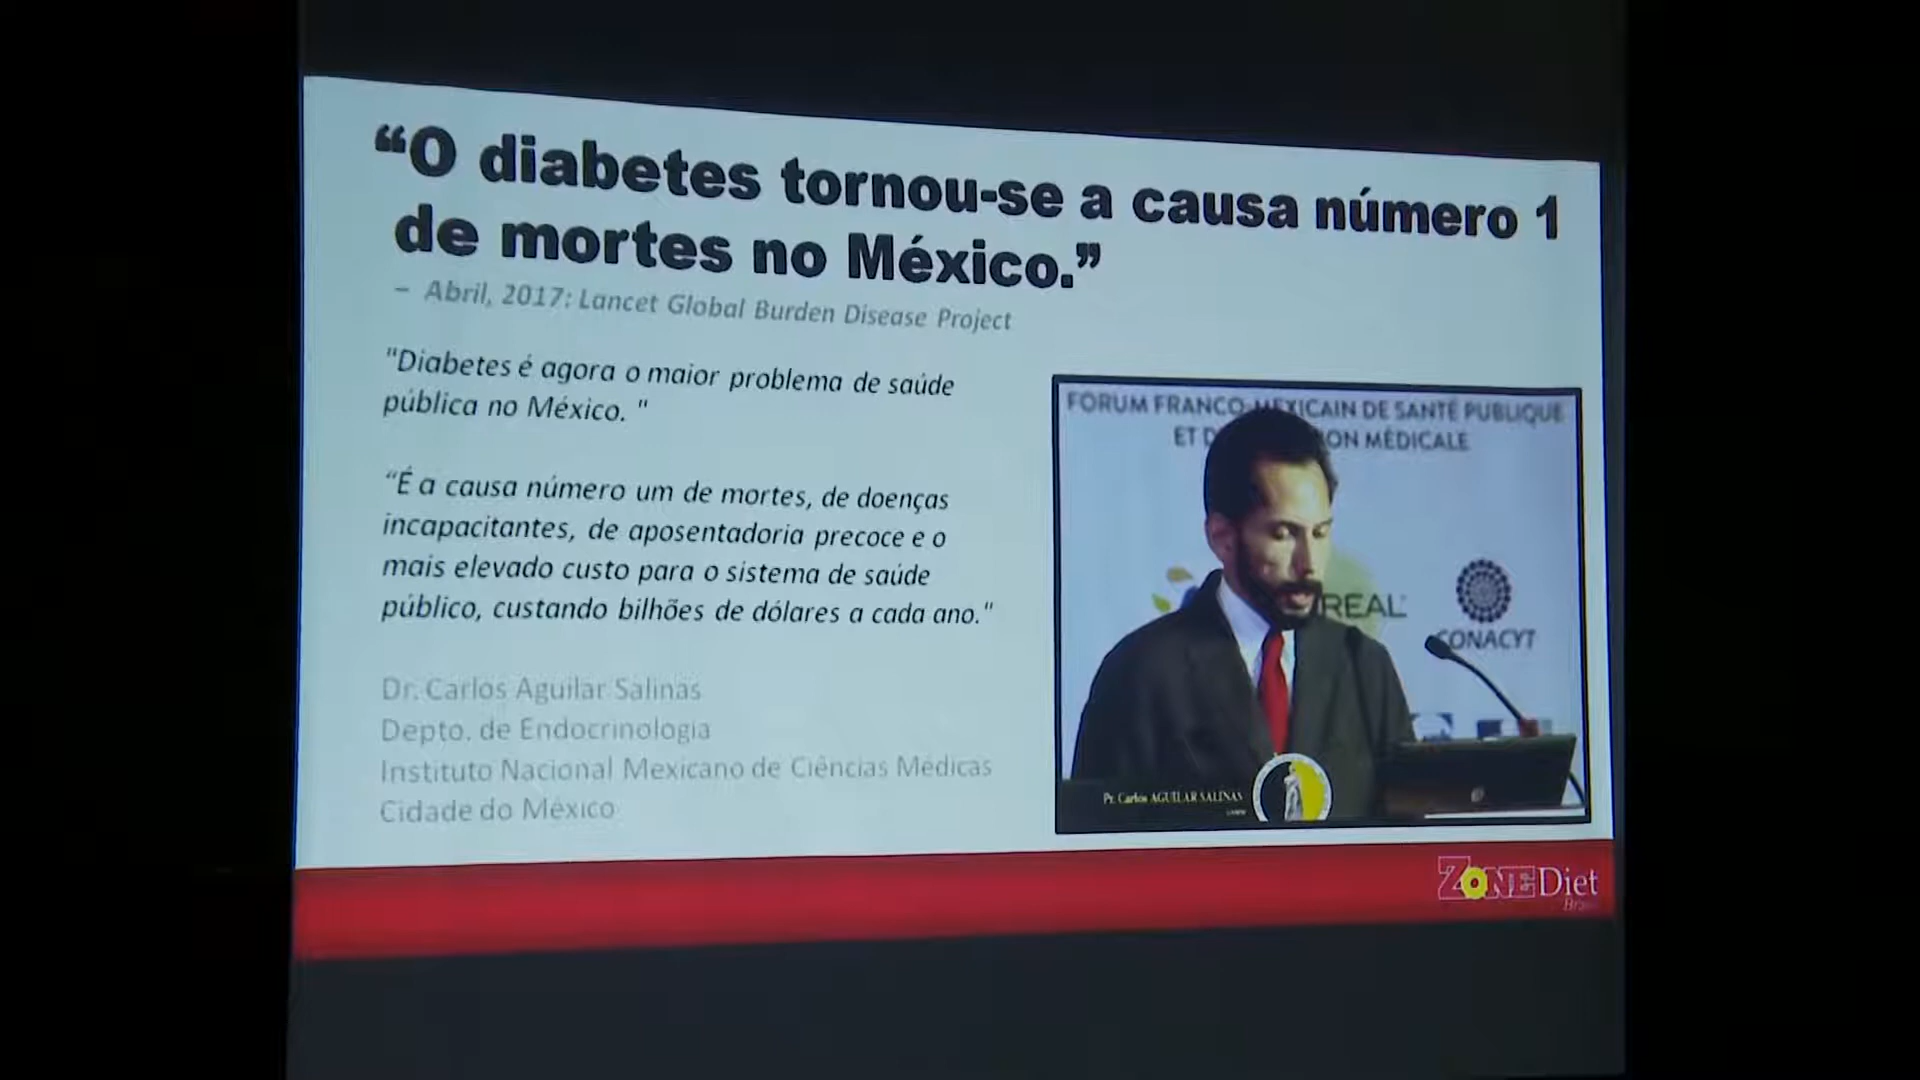 “O diabetes tornou-se a causa número 1
de mortes no México.”
– Abril, 2017: Lancet Global Burden Disease Project
"Diabetes é agora o maior problema de saúde
pública no México. "
“É a causa número um de mortes, de doenças
incapacitantes, de aposentadoria precoce e o
mais elevado custo para o sistema de saúde
público, custando bilhões de dólares a cada ano."
Dr. Carlos Aguilar Salinas
Depto. de Endocrinologia
Instituto Nacional Mexicano de Ciências Médicas
Cidade do México
FORUM FRANCO-MEXICAIN DE SANTÉ PUBLIQUE
ET MÉDICALE
CONACYT
Pr. Carlos AGUILAR SALINAS
ZONE Diet